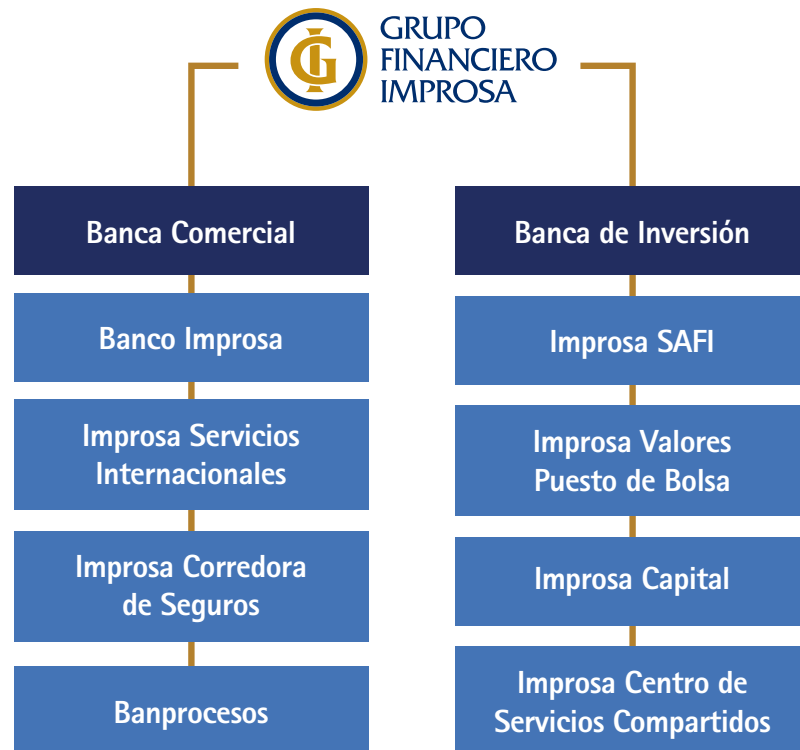 GRUPO
FINANCIERO
IMPROSA
Banca Comercial
Banco Improsa
Improsa Servicios
Internacionales
Improsa Corredora
de Seguros
Banprocesos
Banca de Inversión
Improsa SAFI
Improsa Valores
Puesto de Bolsa
Improsa Capital
Improsa Centro de
Servicios Compartidos